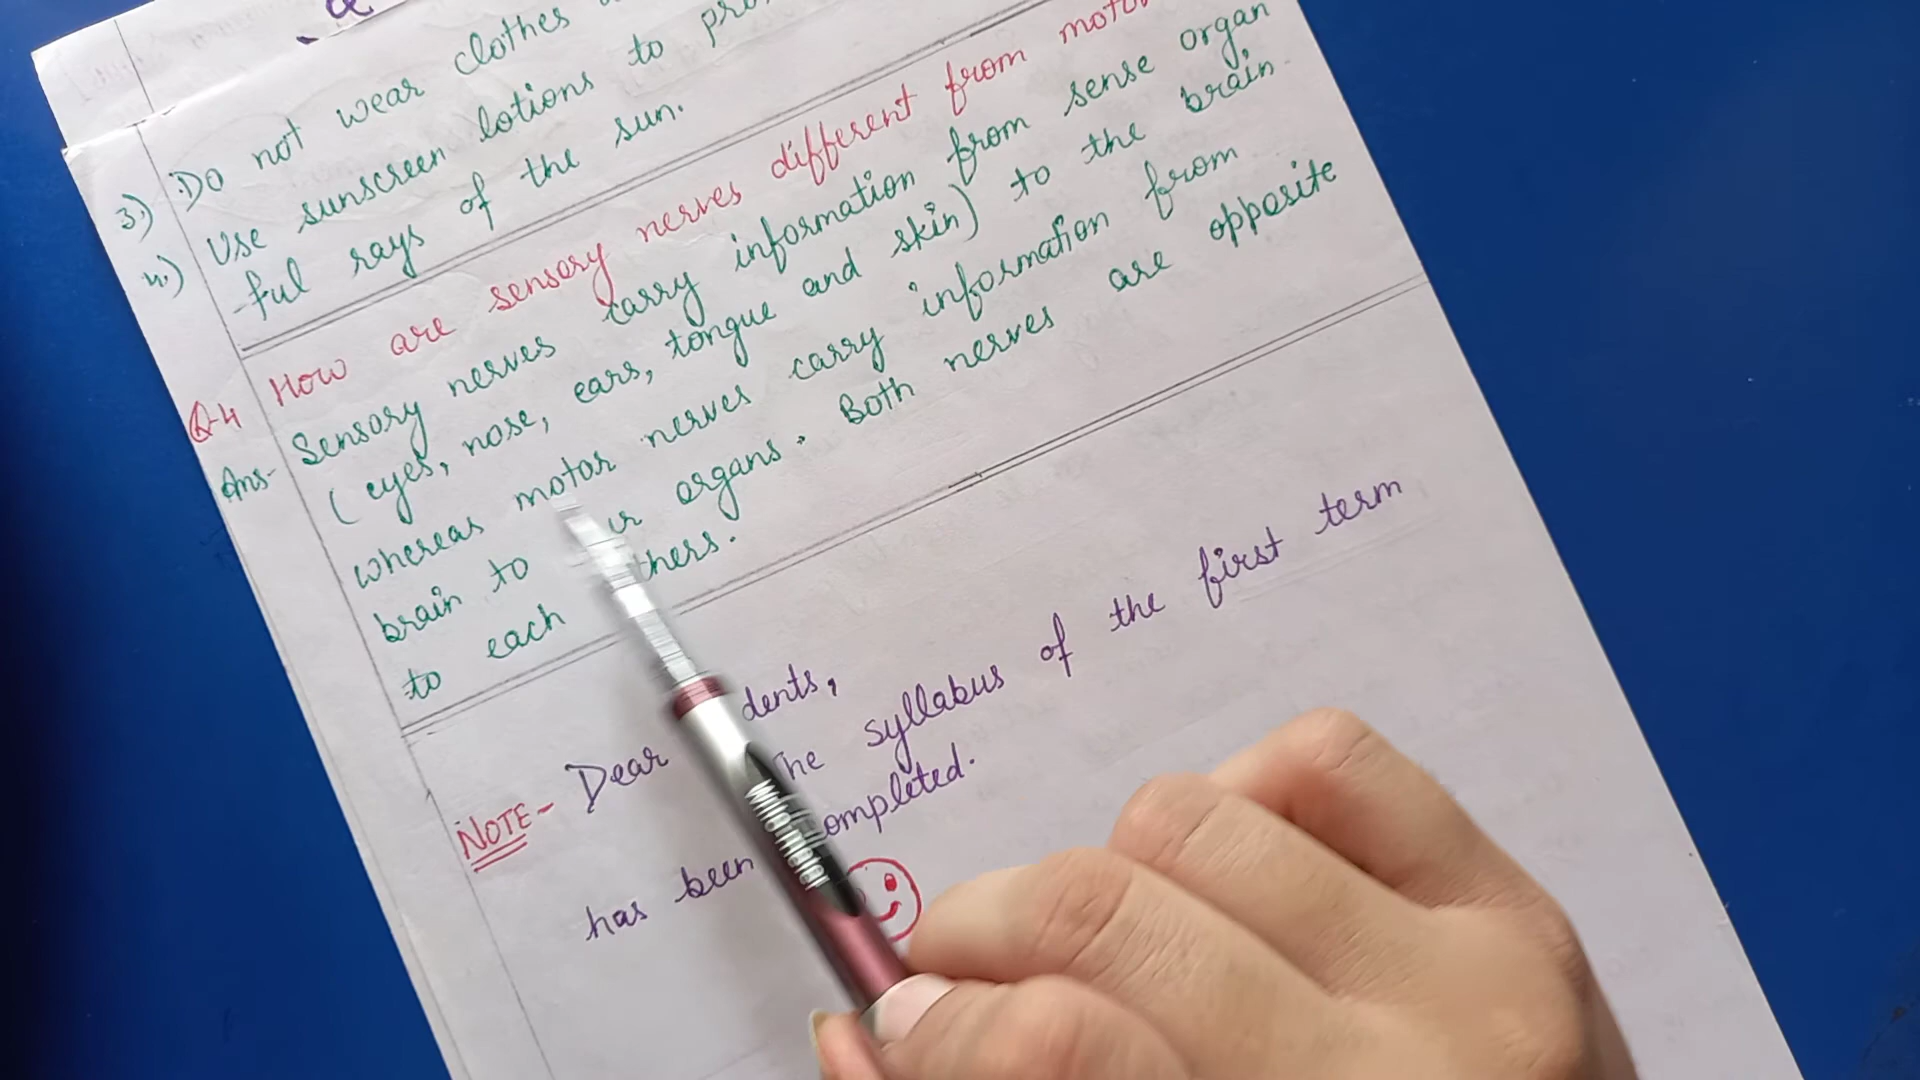 3.) Do not wear clothes
4.) Use sunscreen lotions to
-ful rays of the sun.
Q-4 How are sensory nerves different from
Ans- Sensory nerves carry information from sense organ
(eyes, nose, ears, tongue and skin) to the brain
whereas motor nerves carry information from
brain to organs. Both nerves are opposite
to each thers.
NOTE- Dear dents,
The syllabus of the first term
has been completed.